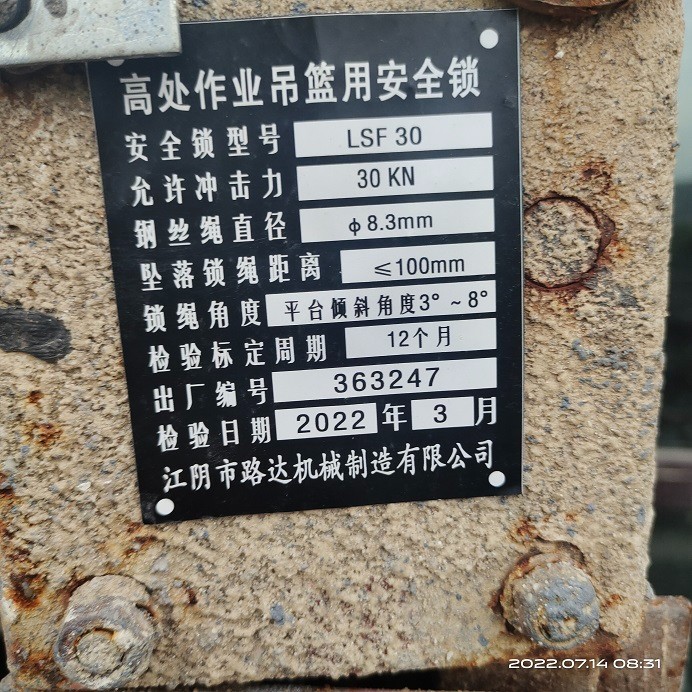 高处作业吊篮用安全锁
安全锁型号 LSF 30
允许冲击力 30 KN
钢丝绳直径 ϕ8.3mm
坠落锁绳距离 ≤100mm
锁绳角度 平台倾斜角度3°~8°
检验标定周期 12个月
出厂编号 363247
检验日期 2022 年 3 月
江阴市路达机械制造有限公司
2022.07.14 08:31